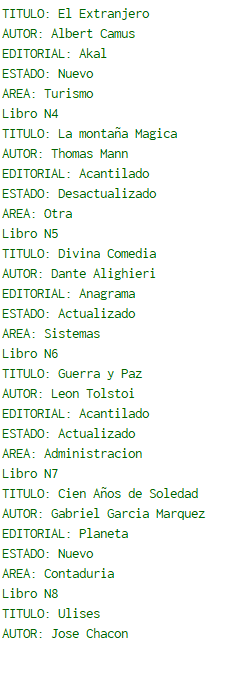 TITULO: El Extranjero
AUTOR: Albert Camus
EDITORIAL: Akal
ESTADO: Nuevo
AREA: Turismo
Libro N4
TITULO: La montaña Magica
AUTOR: Thomas Mann
EDITORIAL: Acantilado
ESTADO: Desactualizado
AREA: Otra
Libro N5
TITULO: Divina Comedia
AUTOR: Dante Alighieri
EDITORIAL: Anagrama
ESTADO: Actualizado
AREA: Sistemas
Libro N6
TITULO: Guerra y Paz
AUTOR: Leon Tolstoi
EDITORIAL: Acantilado
ESTADO: Actualizado
AREA: Administracion
Libro N7
TITULO: Cien Años de Soledad
AUTOR: Gabriel Garcia Marquez
EDITORIAL: Planeta
ESTADO: Nuevo
AREA: Contaduria
Libro N8
TITULO: Ulises
AUTOR: Jose Chacon